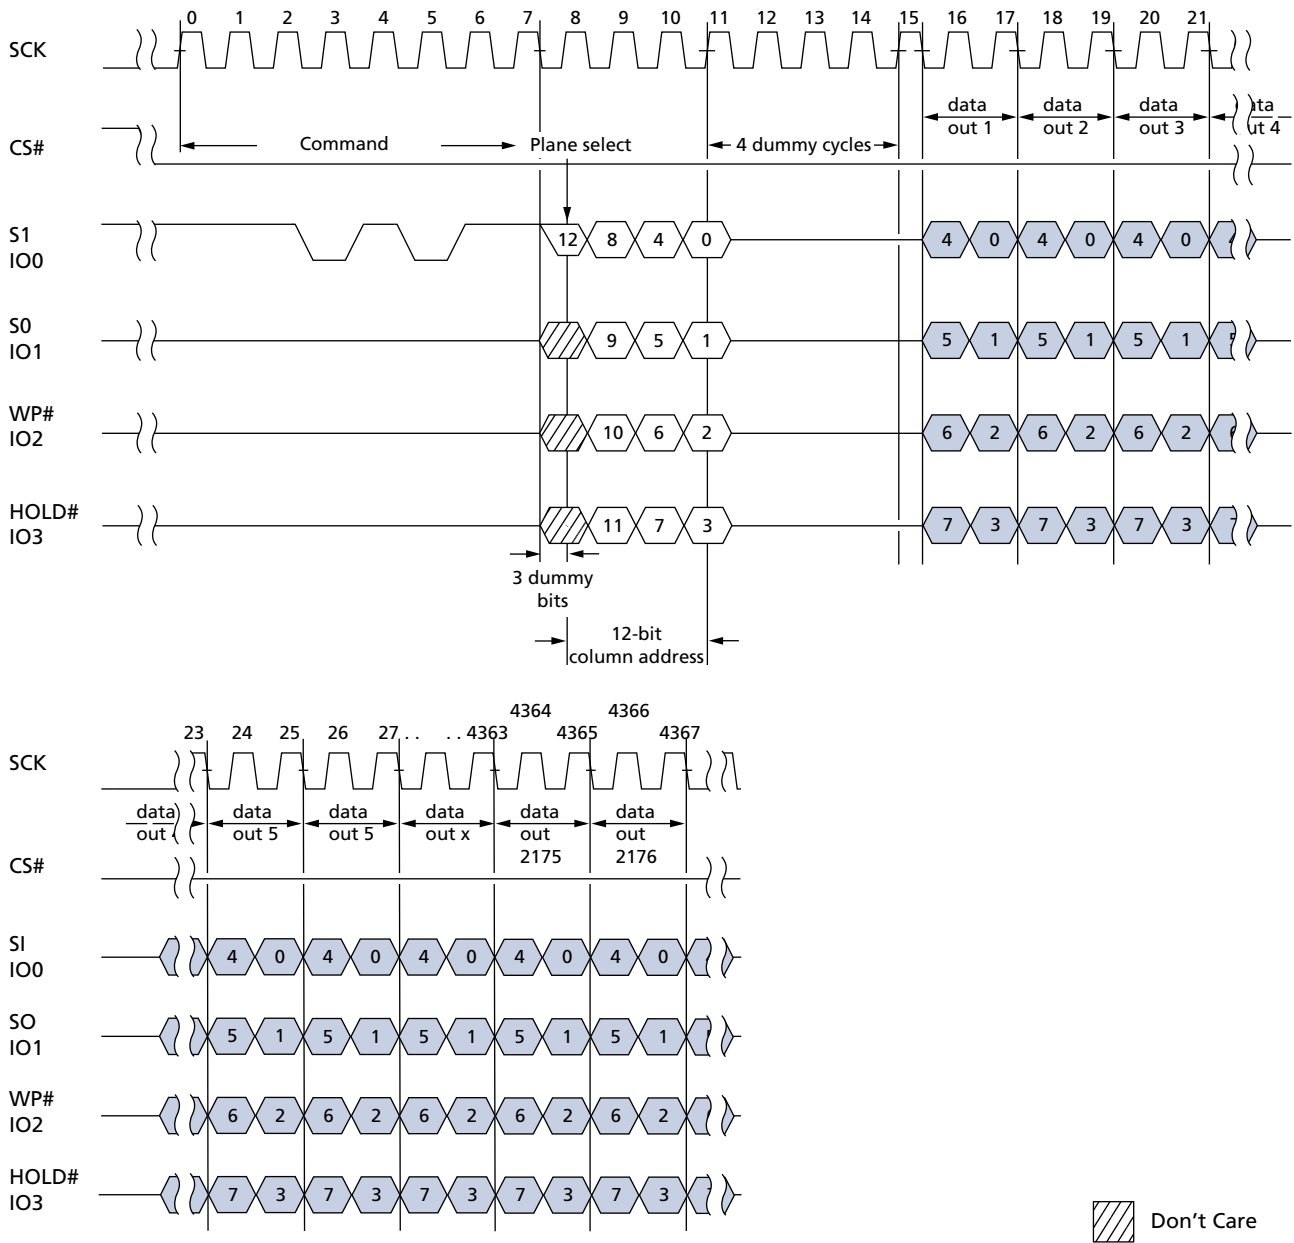 0 1 2 3 4 5 6 7 8 9 10 11 12 13 14 15 16 17 18 19 20 21
SCK
data out 1 data out 2 data out 3 ata ut 4
CS#
Command Plane select 4 dummy cycles
S1
IO0
12 8 4 0 4 0 4 0 4 0
S0
IO1
9 5 1 5 1 5 1 5 1
WP#
IO2
10 6 2 6 2 6 2 6 2
HOLD#
IO3
11 7 3 7 3 7 3 7 3
3 dummy
bits
12-bit
column address
4364 4366
23 24 25 26 27 . . . . 4363 4365 4367
SCK
data data data data data data
out out 5 out 5 out x out out
2175 2176
CS#
SI
IO0
4 0 4 0 4 0 4 0 4 0
SO
IO1
5 1 5 1 5 1 5 1 5 1
WP#
IO2
6 2 6 2 6 2 6 2 6 2
HOLD#
IO3
7 3 7 3 7 3 7 3 7 3
Don't Care